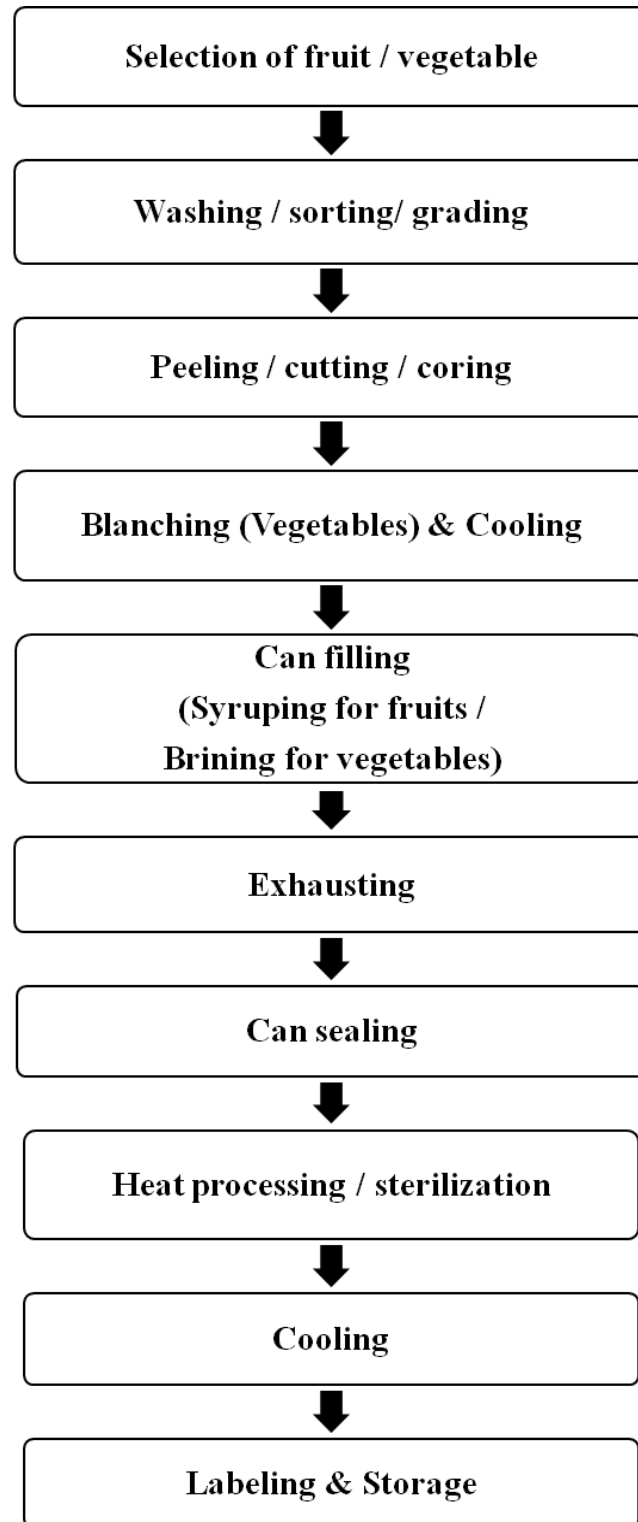 Selection of fruit / vegetable
Washing / sorting/ grading
Peeling / cutting / coring
Blanching (Vegetables) & Cooling
Can filling
(Syruping for fruits /
Brining for vegetables)
Exhausting
Can sealing
Heat processing / sterilization
Cooling
Labeling & Storage